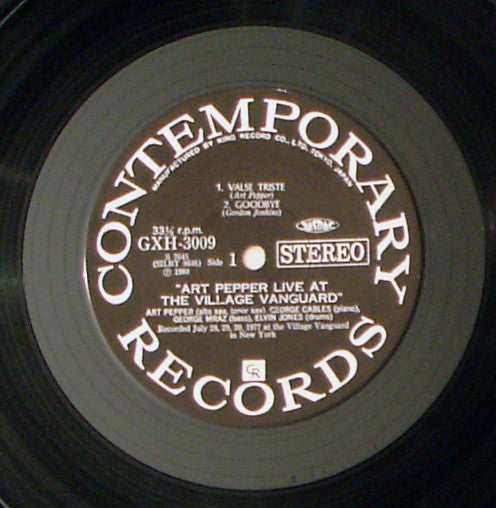 CONTEMPORARY
MANUFACTURED BY KING RECORD CO., LTD. TOKYO, JAPAN
1. VALSE TRISTE
(Art Pepper)
2. GOODBYE
(Gordon Jenkins)
33⅓ r.p.m.
GXH-3009
STEREO
S 7645
Side 1
℗ 1980
"ART PEPPER LIVE AT
THE VILLAGE VANGUARD"
ART PEPPER (alto sax, tenor sax), GEORGE CABLES (piano),
GEORGE MRAZ (bass), ELVIN JONES (drums)
Recorded July 28, 29, 30, 1977 at the Village Vanguard
in New York
CR
RECORDS